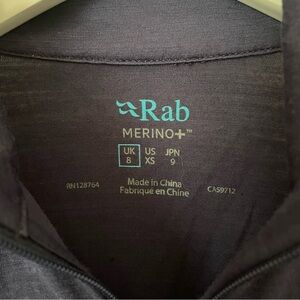 Rab
MERINO+™
UK US JPN
8 XS 9
Made in China
RN128764 Fabriqué en Chine CA59712